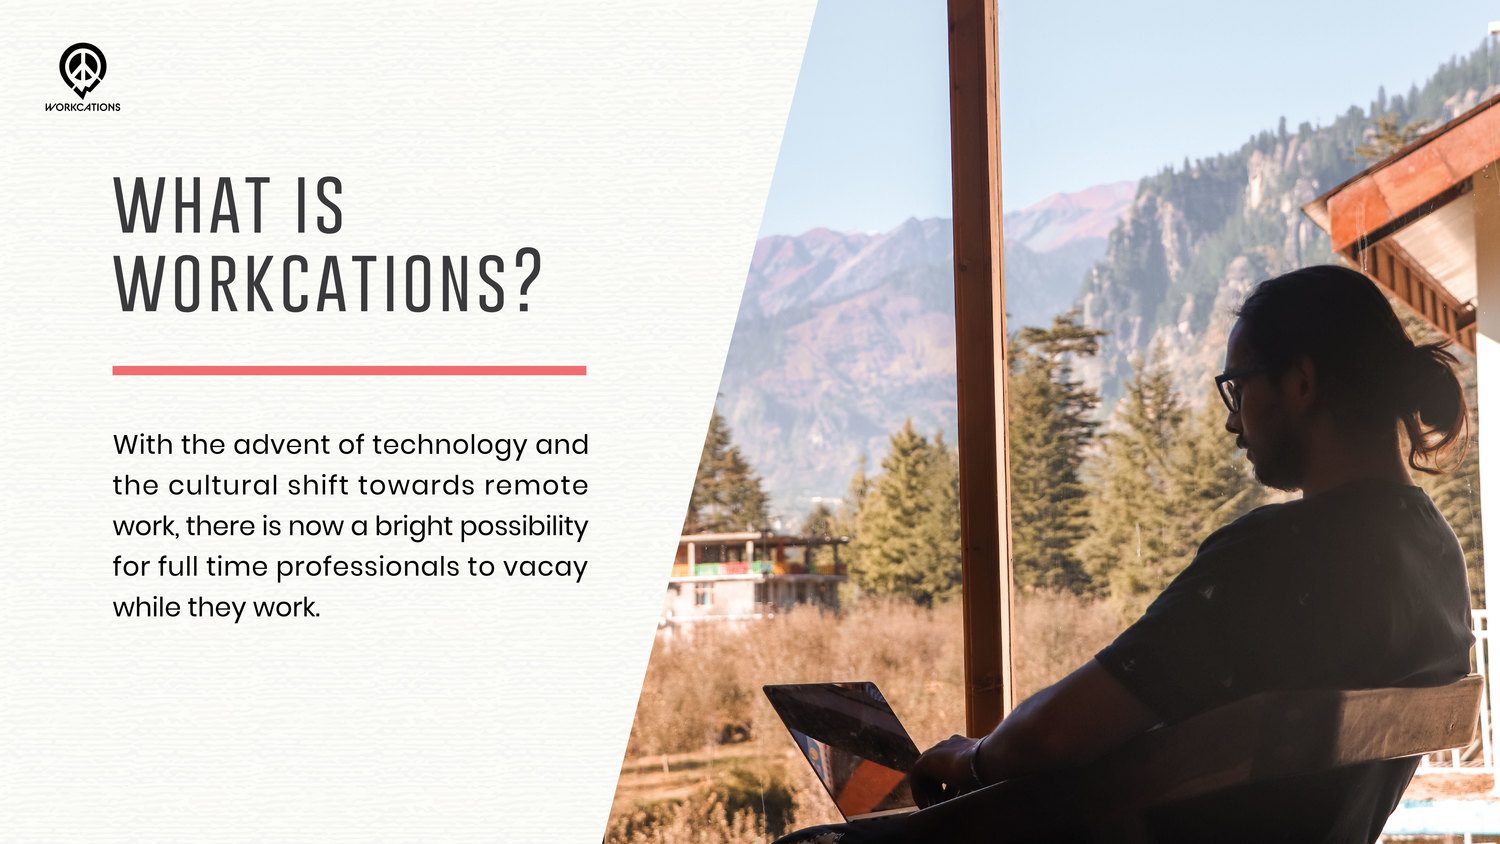 WORKCATIONS
WHAT IS
WORKCATIONS?
With the advent of technology and
the cultural shift towards remote
work, there is now a bright possibility
for full time professionals to vacay
while they work.